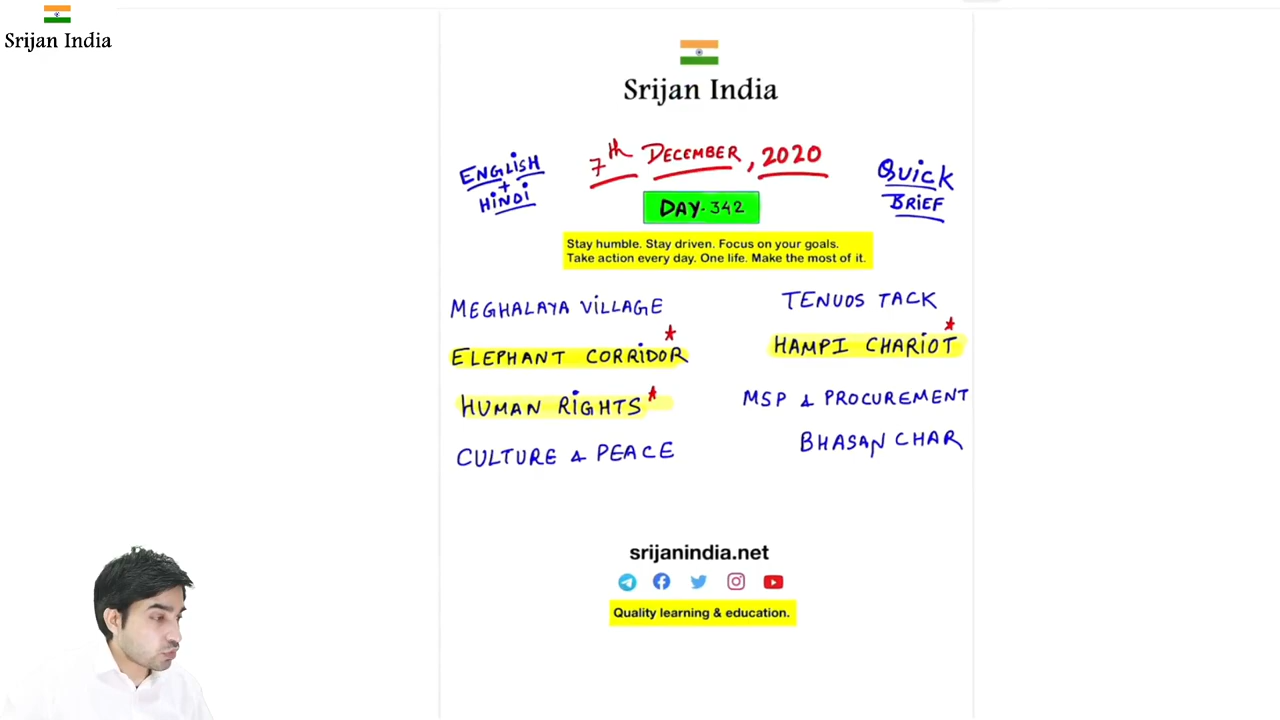 Srijan India
Srijan India
ENGLISH
+
HINDI
7th DECEMBER, 2020
QUICK
BRIEF
DAY-342
Stay humble. Stay driven. Focus on your goals.
Take action every day. One life. Make the most of it.
MEGHALAYA VILLAGE
ELEPHANT CORRIDOR *
HUMAN RIGHTS *
CULTURE & PEACE
TENUOS TACK
HAMPI CHARIOT *
MSP & PROCUREMENT
BHASAN CHAR
srijanindia.net
Quality learning & education.